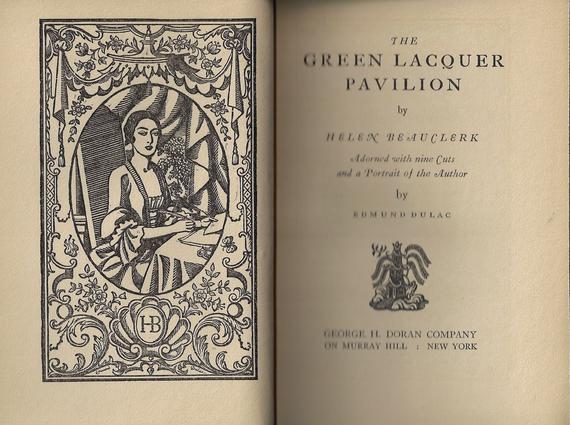 HB
THE
GREEN LACQUER
PAVILION
by
HELEN BEAUCLERK
Adorned with nine Cuts
and a Portrait of the Author
by
EDMUND DULAC
GEORGE H. DORAN COMPANY
ON MURRAY HILL : NEW YORK